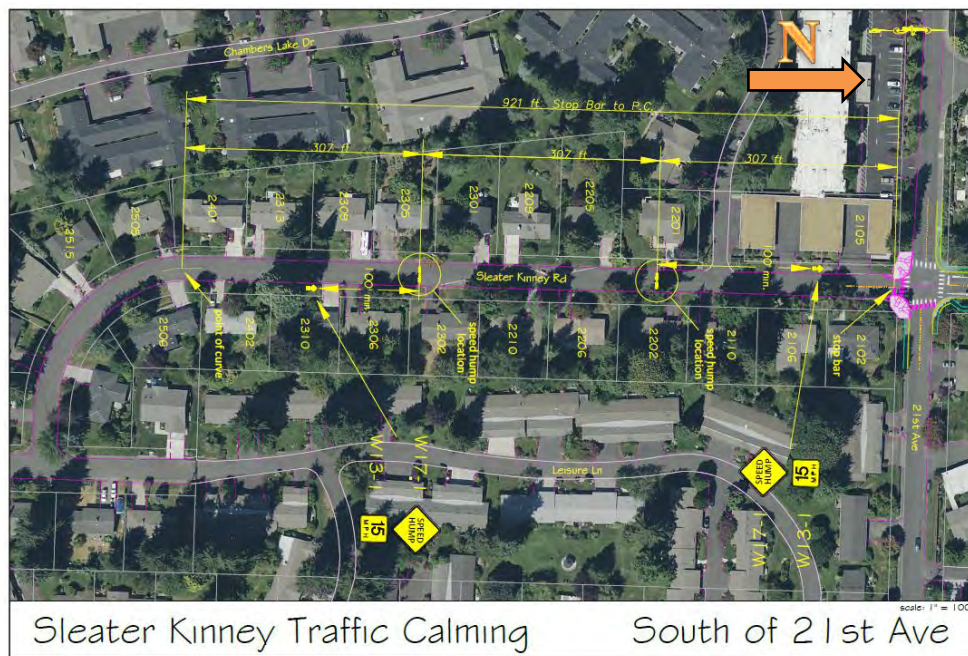 Chambers Lake Dr
N
921 ft. Stop Bar to P.C.
307 ft
307 ft
307 ft
2515
2505
2401
2313
2309
2305
2301
2209
2205
2201
2105
Sleater Kinney Rd
100' min.
100' min.
point of curve
speed hump location
speed hump location
stop bar
2506
2402
2310
2306
2302
2210
2206
2202
2110
2106
2102
21st Ave
Leisure Ln
W13-1
W17-1
15
MPH
SPEED
HUMP
SPEED
HUMP
15
MPH
W17-1
W13-1
scale: 1" = 100
Sleater Kinney Traffic Calming
South of 21st Ave